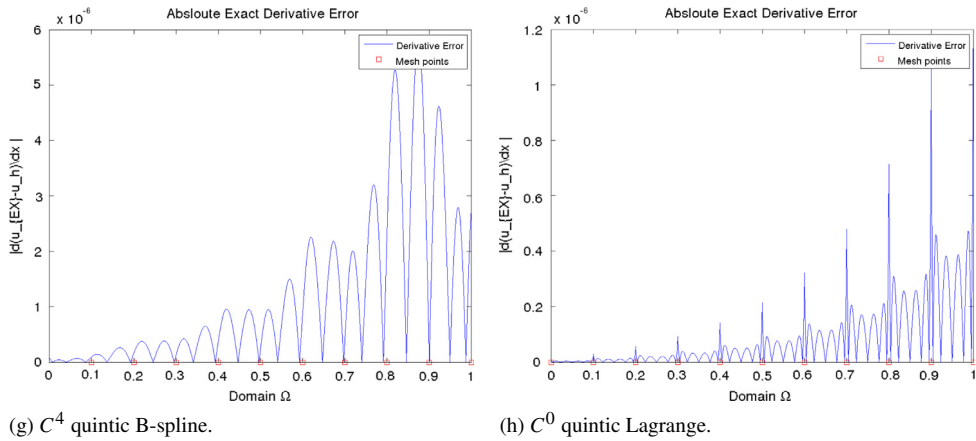 x 10^-6
Absloute Exact Derivative Error
Derivative Error
Mesh points
|d(u_{EX}-u_h)\dx |
6
5
4
3
2
1
0
0 0.1 0.2 0.3 0.4 0.5 0.6 0.7 0.8 0.9 1
Domain Ω
(g) C^4 quintic B-spline.
x 10^-6
Absloute Exact Derivative Error
Derivative Error
Mesh points
|d(u_{EX}-u_h)\dx |
1.2
1
0.8
0.6
0.4
0.2
0
0 0.1 0.2 0.3 0.4 0.5 0.6 0.7 0.8 0.9 1
Domain Ω
(h) C^0 quintic Lagrange.